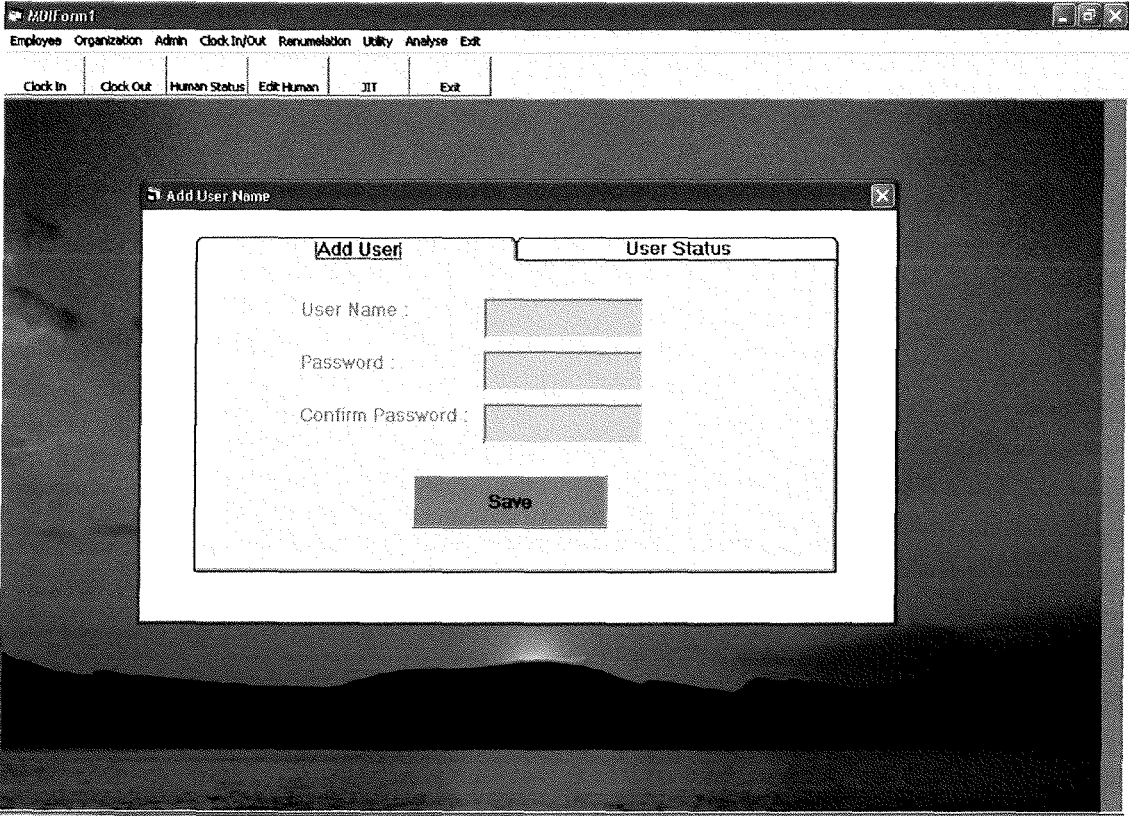 MDIForm1
Employee Organization Admin Clock In/Out Renumelation Utility Analyse Exit
Clock In Clock Out Human Status Edit Human JIT Exit
Add User Name
Add User User Status
User Name :
Password :
Confirm Password :
Save